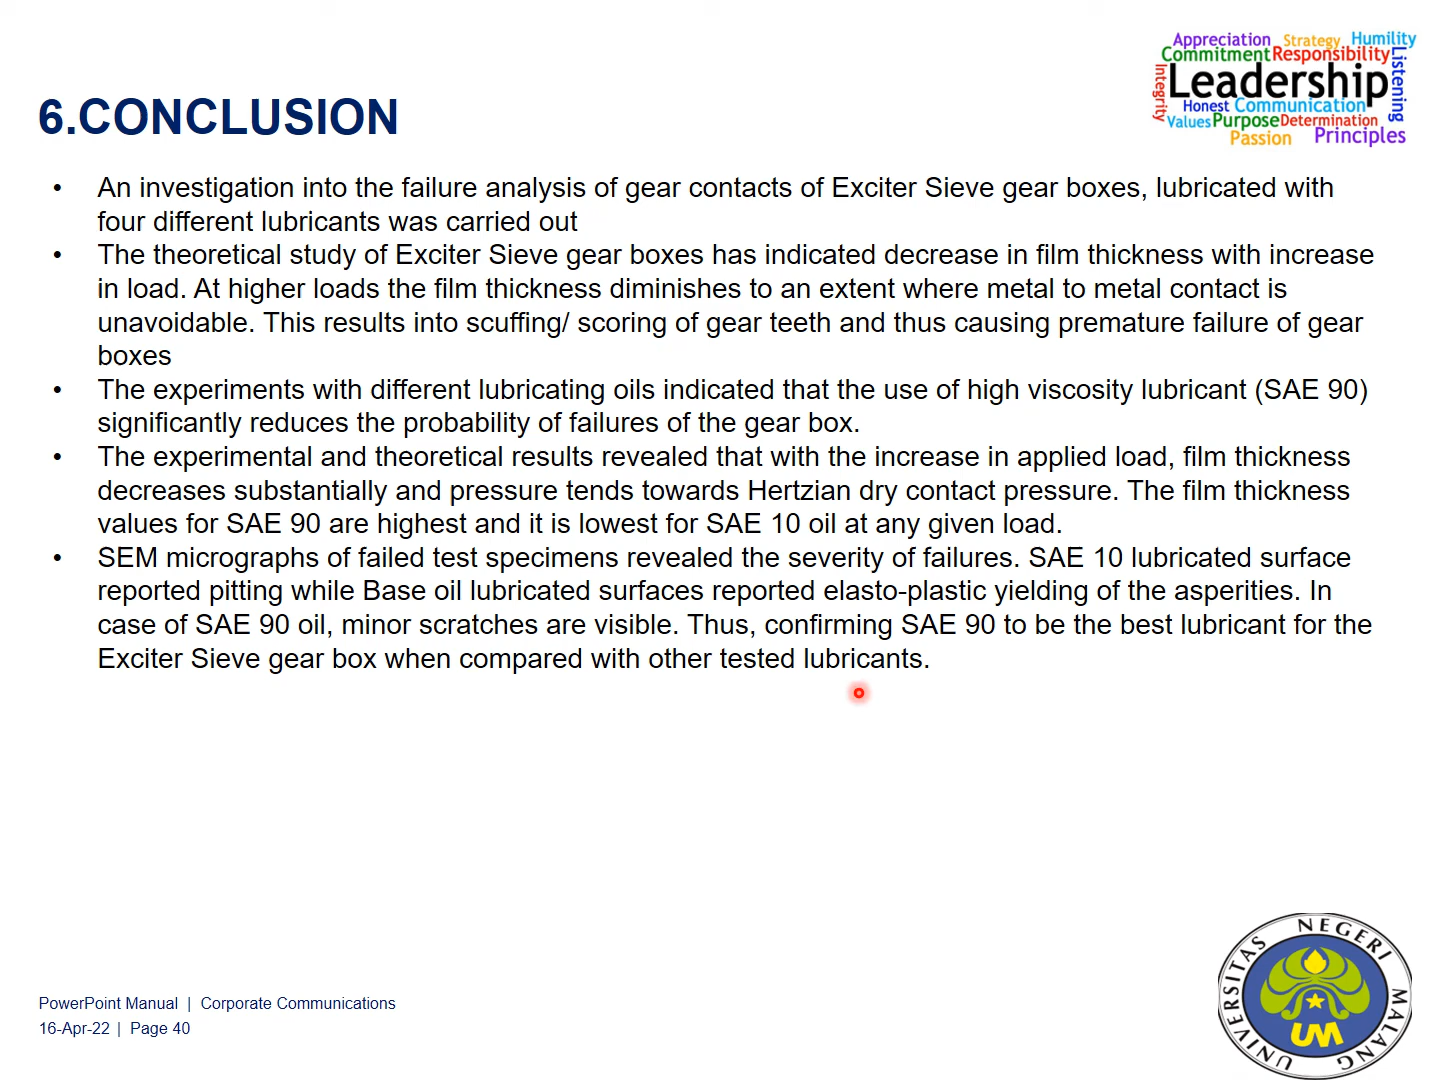 Appreciation Strategy Humility
Commitment Responsibility
Integrity
Leadership
Listening
Honest Communication
Values Purpose Determination
Passion Principles
6.CONCLUSION
• An investigation into the failure analysis of gear contacts of Exciter Sieve gear boxes, lubricated with
four different lubricants was carried out
• The theoretical study of Exciter Sieve gear boxes has indicated decrease in film thickness with increase
in load. At higher loads the film thickness diminishes to an extent where metal to metal contact is
unavoidable. This results into scuffing/ scoring of gear teeth and thus causing premature failure of gear
boxes
• The experiments with different lubricating oils indicated that the use of high viscosity lubricant (SAE 90)
significantly reduces the probability of failures of the gear box.
• The experimental and theoretical results revealed that with the increase in applied load, film thickness
decreases substantially and pressure tends towards Hertzian dry contact pressure. The film thickness
values for SAE 90 are highest and it is lowest for SAE 10 oil at any given load.
• SEM micrographs of failed test specimens revealed the severity of failures. SAE 10 lubricated surface
reported pitting while Base oil lubricated surfaces reported elasto-plastic yielding of the asperities. In
case of SAE 90 oil, minor scratches are visible. Thus, confirming SAE 90 to be the best lubricant for the
Exciter Sieve gear box when compared with other tested lubricants.
PowerPoint Manual | Corporate Communications
16-Apr-22 | Page 40
UNIVERSITAS NEGERI MALANG
UM